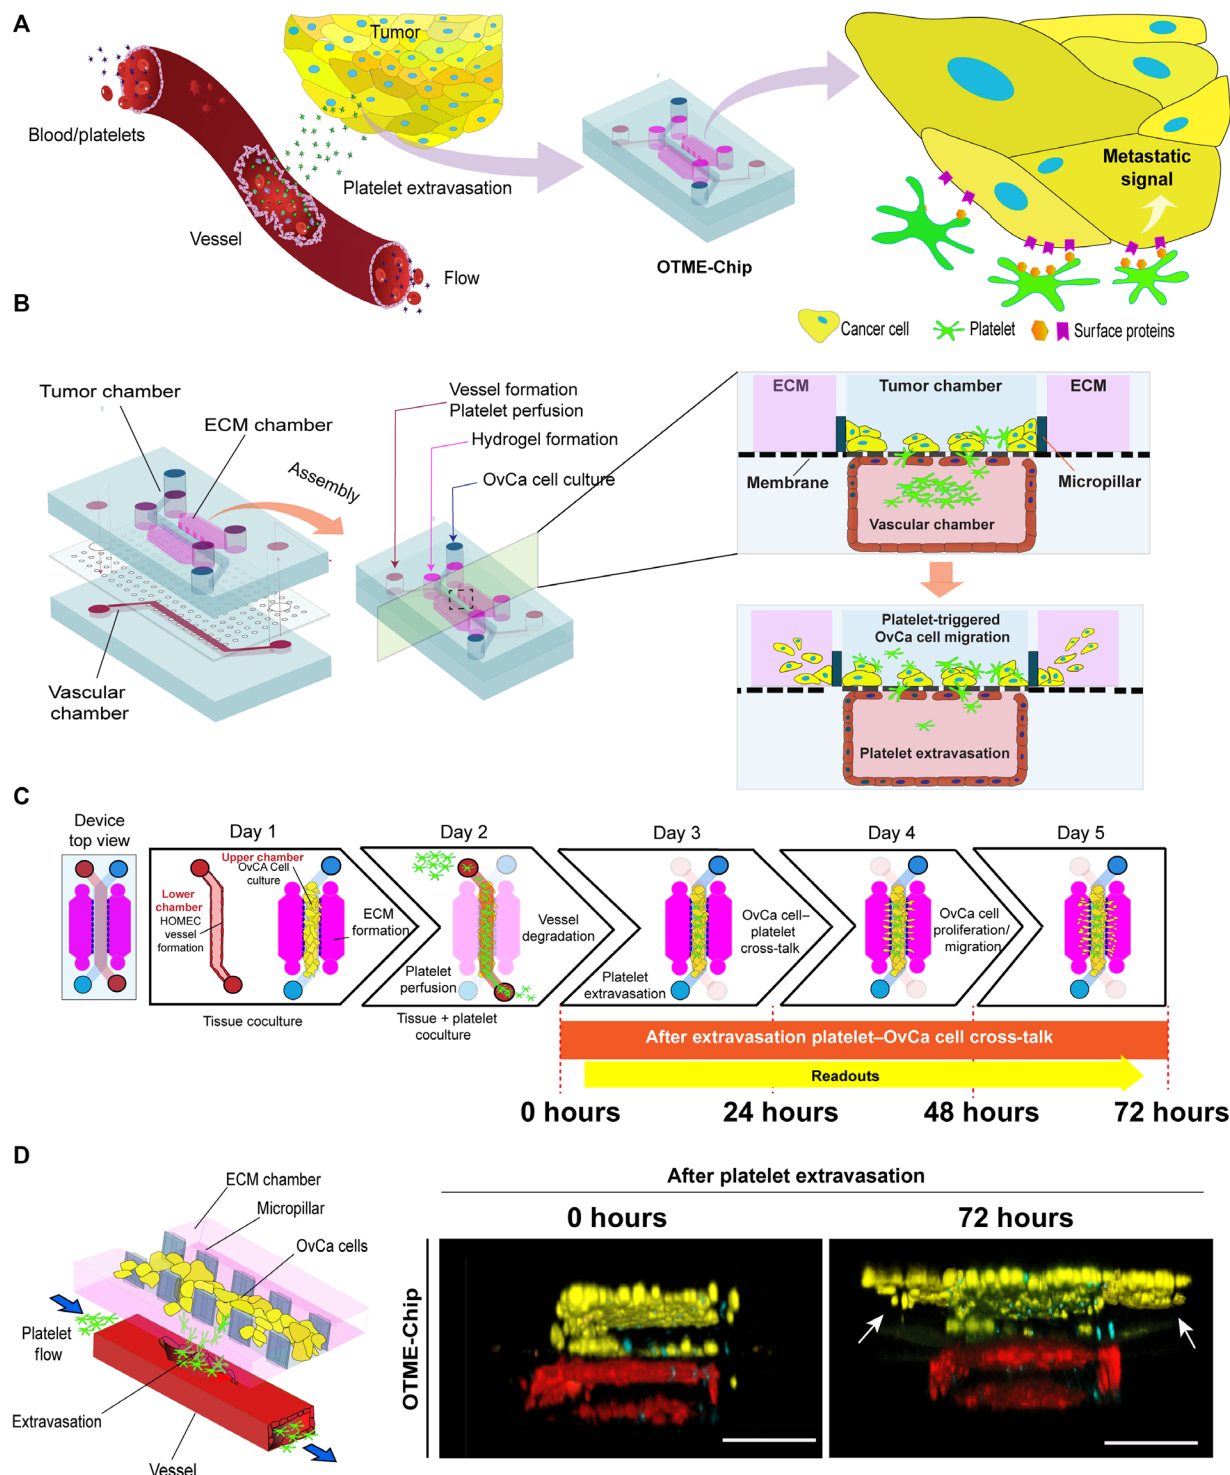 A
Tumor
Blood/platelets
Platelet extravasation
Vessel
Flow
OTME-Chip
Metastatic
signal
Cancer cell
Platelet
Surface proteins
B
Tumor chamber
ECM chamber
Assembly
Vascular
chamber
Vessel formation
Platelet perfusion
Hydrogel formation
OvCa cell culture
ECM
Tumor chamber
ECM
Membrane
Micropillar
Vascular chamber
Platelet-triggered
OvCa cell migration
Platelet extravasation
C
Device
top view
Day 1
Day 2
Day 3
Day 4
Day 5
Upper chamber
OvCA Cell
culture
Lower
chamber
HOMEC
vessel
formation
ECM
formation
Tissue coculture
Vessel
degradation
Platelet
perfusion
Tissue + platelet
coculture
OvCa cell–
platelet
cross-talk
Platelet
extravasation
OvCa cell
proliferation/
migration
After extravasation platelet–OvCa cell cross-talk
Readouts
0 hours
24 hours
48 hours
72 hours
D
ECM chamber
Micropillar
OvCa cells
Platelet
flow
Extravasation
Vessel
After platelet extravasation
0 hours
72 hours
OTME-Chip